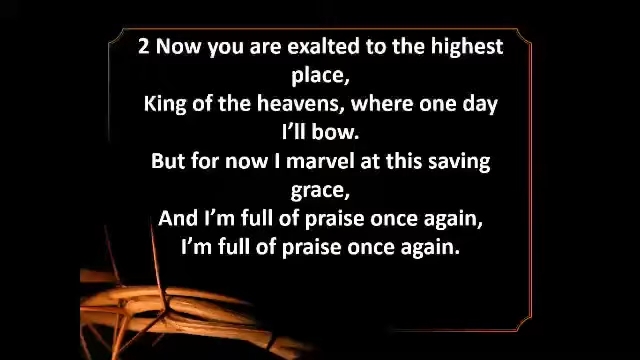 2 Now you are exalted to the highest
place,
King of the heavens, where one day
I’ll bow.
But for now I marvel at this saving
grace,
And I’m full of praise once again,
I’m full of praise once again.